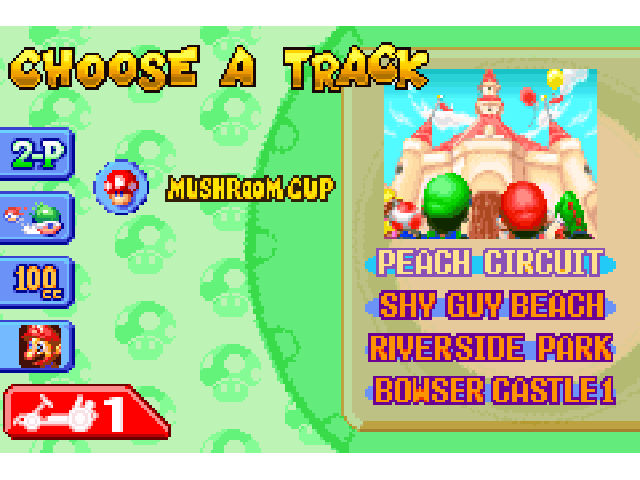 CHOOSE A TRACK
2-P
MUSHROOM CUP
100cc
1
PEACH CIRCUIT
SHY GUY BEACH
RIVERSIDE PARK
BOWSER CASTLE 1